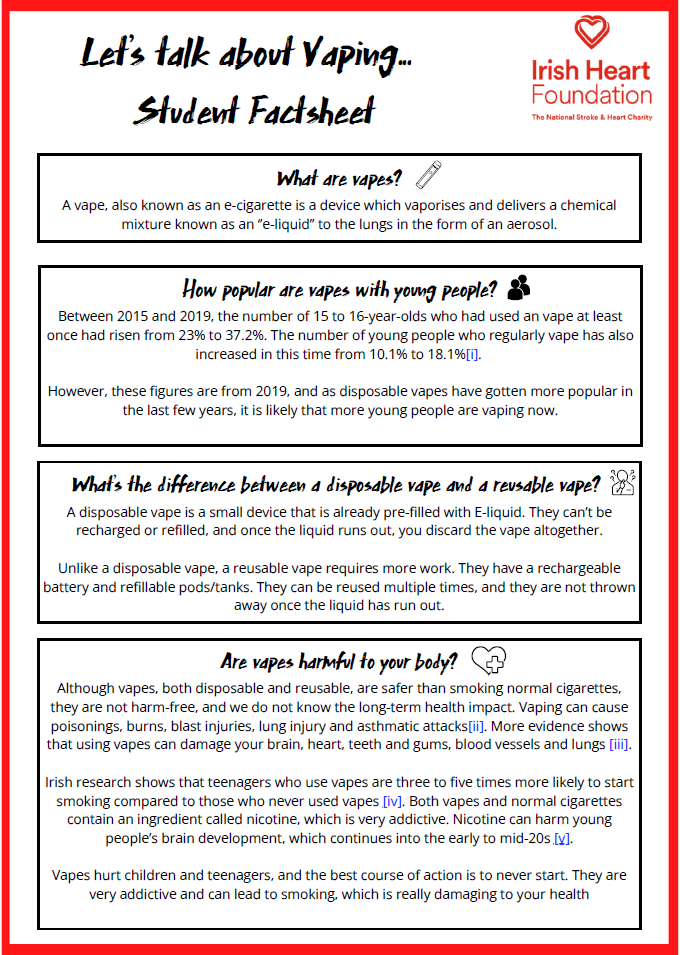 Let's talk about Vaping...
Student Factsheet
Irish Heart
Foundation
The National Stroke & Heart Charity
What are vapes?
A vape, also known as an e-cigarette is a device which vaporises and delivers a chemical
mixture known as an "e-liquid" to the lungs in the form of an aerosol.
How popular are vapes with young people?
Between 2015 and 2019, the number of 15 to 16-year-olds who had used an vape at least
once had risen from 23% to 37.2%. The number of young people who regularly vape has also
increased in this time from 10.1% to 18.1%[i].
However, these figures are from 2019, and as disposable vapes have gotten more popular in
the last few years, it is likely that more young people are vaping now.
What's the difference between a disposable vape and a reusable vape?
A disposable vape is a small device that is already pre-filled with E-liquid. They can't be
recharged or refilled, and once the liquid runs out, you discard the vape altogether.
Unlike a disposable vape, a reusable vape requires more work. They have a rechargeable
battery and refillable pods/tanks. They can be reused multiple times, and they are not thrown
away once the liquid has run out.
Are vapes harmful to your body?
Although vapes, both disposable and reusable, are safer than smoking normal cigarettes,
they are not harm-free, and we do not know the long-term health impact. Vaping can cause
poisonings, burns, blast injuries, lung injury and asthmatic attacks[ii]. More evidence shows
that using vapes can damage your brain, heart, teeth and gums, blood vessels and lungs [iii].
Irish research shows that teenagers who use vapes are three to five times more likely to start
smoking compared to those who never used vapes [iv]. Both vapes and normal cigarettes
contain an ingredient called nicotine, which is very addictive. Nicotine can harm young
people's brain development, which continues into the early to mid-20s [v].
Vapes hurt children and teenagers, and the best course of action is to never start. They are
very addictive and can lead to smoking, which is really damaging to your health